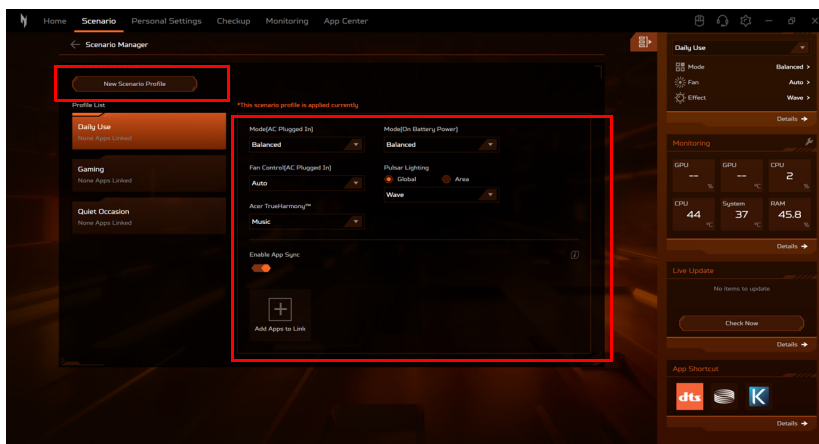 Home Scenario Personal Settings Checkup Monitoring App Center
Scenario Manager
New Scenario Profile
Profile List
Daily Use
None Apps Linked
Gaming
None Apps Linked
Quiet Occasion
None Apps Linked
*This scenario profile is applied currently
Mode(AC Plugged In) Mode(On Battery Power)
Balanced Balanced
Fan Control(AC Plugged In) Pulsar Lighting
Auto Global Area
Wave
Acer TrueHarmony™
Music
Enable App Sync
Add Apps to Link
Daily Use
Mode Balanced >
Fan Auto >
Effect Wave >
Details
Monitoring
GPU GPU CPU
-- % -- °C 2 %
CPU System RAM
44 °C 37 °C 45.8 %
Details
Live Update
No items to update
Check Now
Details
App Shortcut
dts K
Details